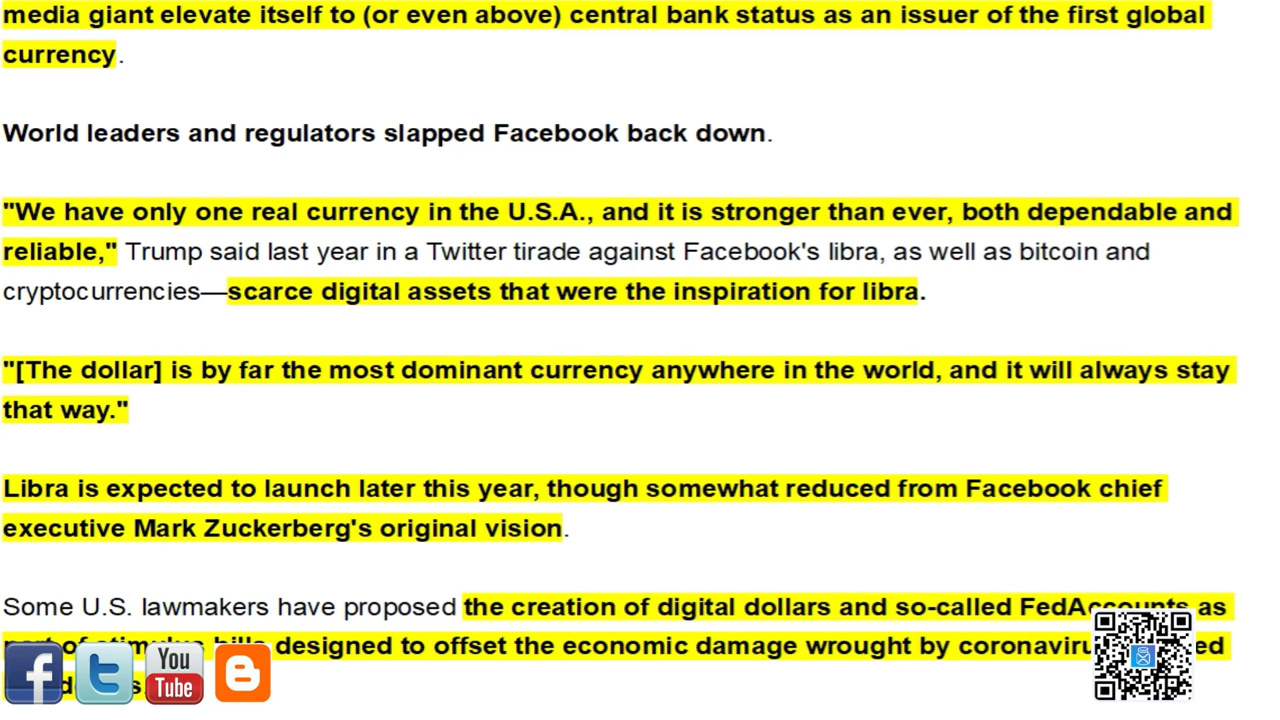 media giant elevate itself to (or even above) central bank status as an issuer of the first global
currency.
World leaders and regulators slapped Facebook back down.
"We have only one real currency in the U.S.A., and it is stronger than ever, both dependable and
reliable," Trump said last year in a Twitter tirade against Facebook's libra, as well as bitcoin and
cryptocurrencies—scarce digital assets that were the inspiration for libra.
"[The dollar] is by far the most dominant currency anywhere in the world, and it will always stay
that way."
Libra is expected to launch later this year, though somewhat reduced from Facebook chief
executive Mark Zuckerberg's original vision.
Some U.S. lawmakers have proposed the creation of digital dollars and so-called FedAccounts as
part of stimulus bills designed to offset the economic damage wrought by
You
Tube